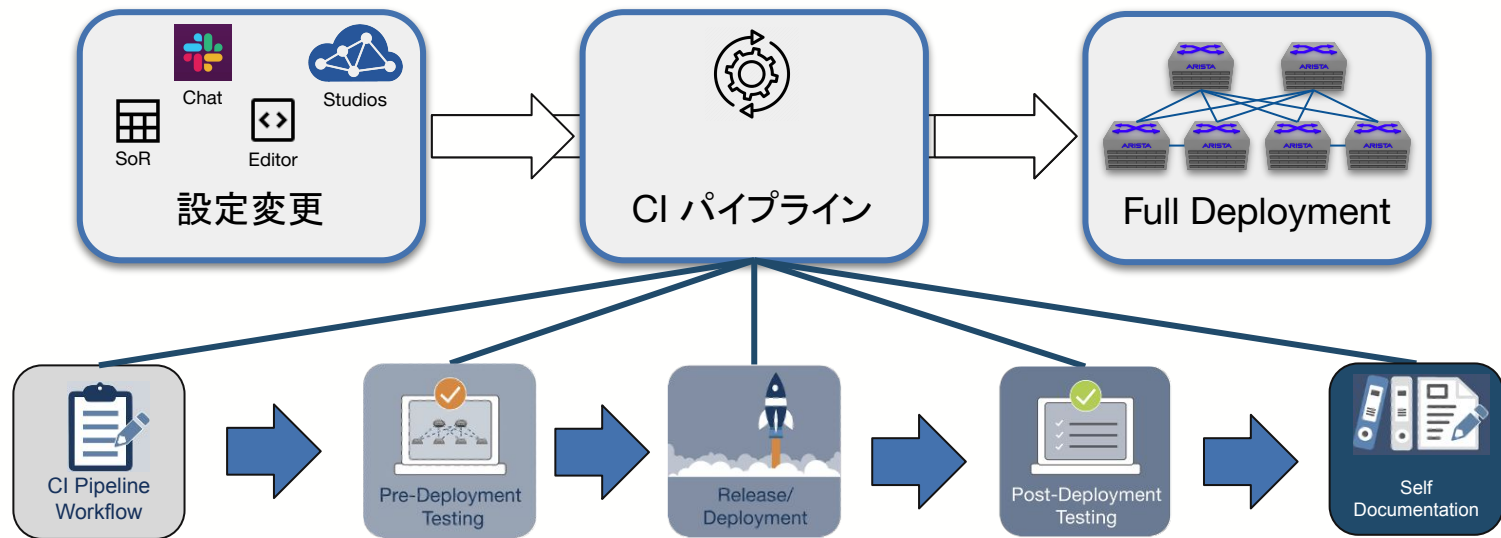 Chat
Studios
SoR
Editor
設定変更
CI パイプライン
ARISTA
ARISTA
ARISTA
ARISTA
ARISTA
ARISTA
Full Deployment
CI Pipeline
Workflow
Pre-Deployment
Testing
Release/
Deployment
Post-Deployment
Testing
Self
Documentation